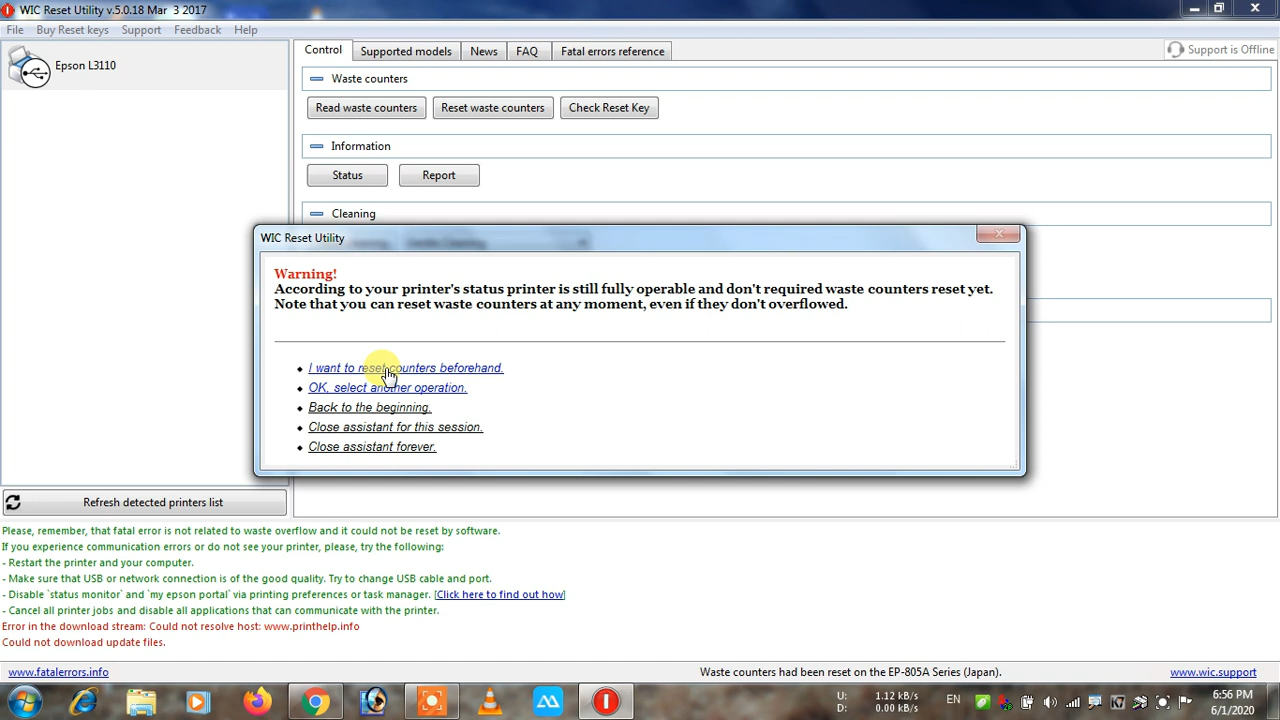 WIC Reset Utility v.5.0.18 Mar 3 2017
File Buy Reset keys Support Feedback Help
Epson L3110
Control Supported models News FAQ Fatal errors reference Support is Offline
Waste counters
Read waste counters Reset waste counters Check Reset Key
Information
Status Report
Cleaning
WIC Reset Utility
Warning!
According to your printer's status printer is still fully operable and don't required waste counters reset yet.
Note that you can reset waste counters at any moment, even if they don't overflowed.
I want to reset counters beforehand.
OK, select another operation.
Back to the beginning.
Close assistant for this session.
Close assistant forever.
Refresh detected printers list
Please, remember, that fatal error is not related to waste overflow and it could not be reset by software.
If you experience communication errors or do not see your printer, please, try the following:
- Restart the printer and your computer.
- Make sure that USB or network connection is of the good quality. Try to change USB cable and port.
- Disable `status monitor` and `my epson portal` via printing preferences or task manager. [Click here to find out how]
- Cancel all printer jobs and disable all applications that can communicate with the printer.
Error in the download stream: Could not resolve host: www.printhelp.info
Could not download update files.
www.fatalerrors.info Waste counters had been reset on the EP-805A Series (Japan). www.wic.support
U: 1.12 kB/s EN 6:56 PM
D: 0.00 kB/s 6/1/2020